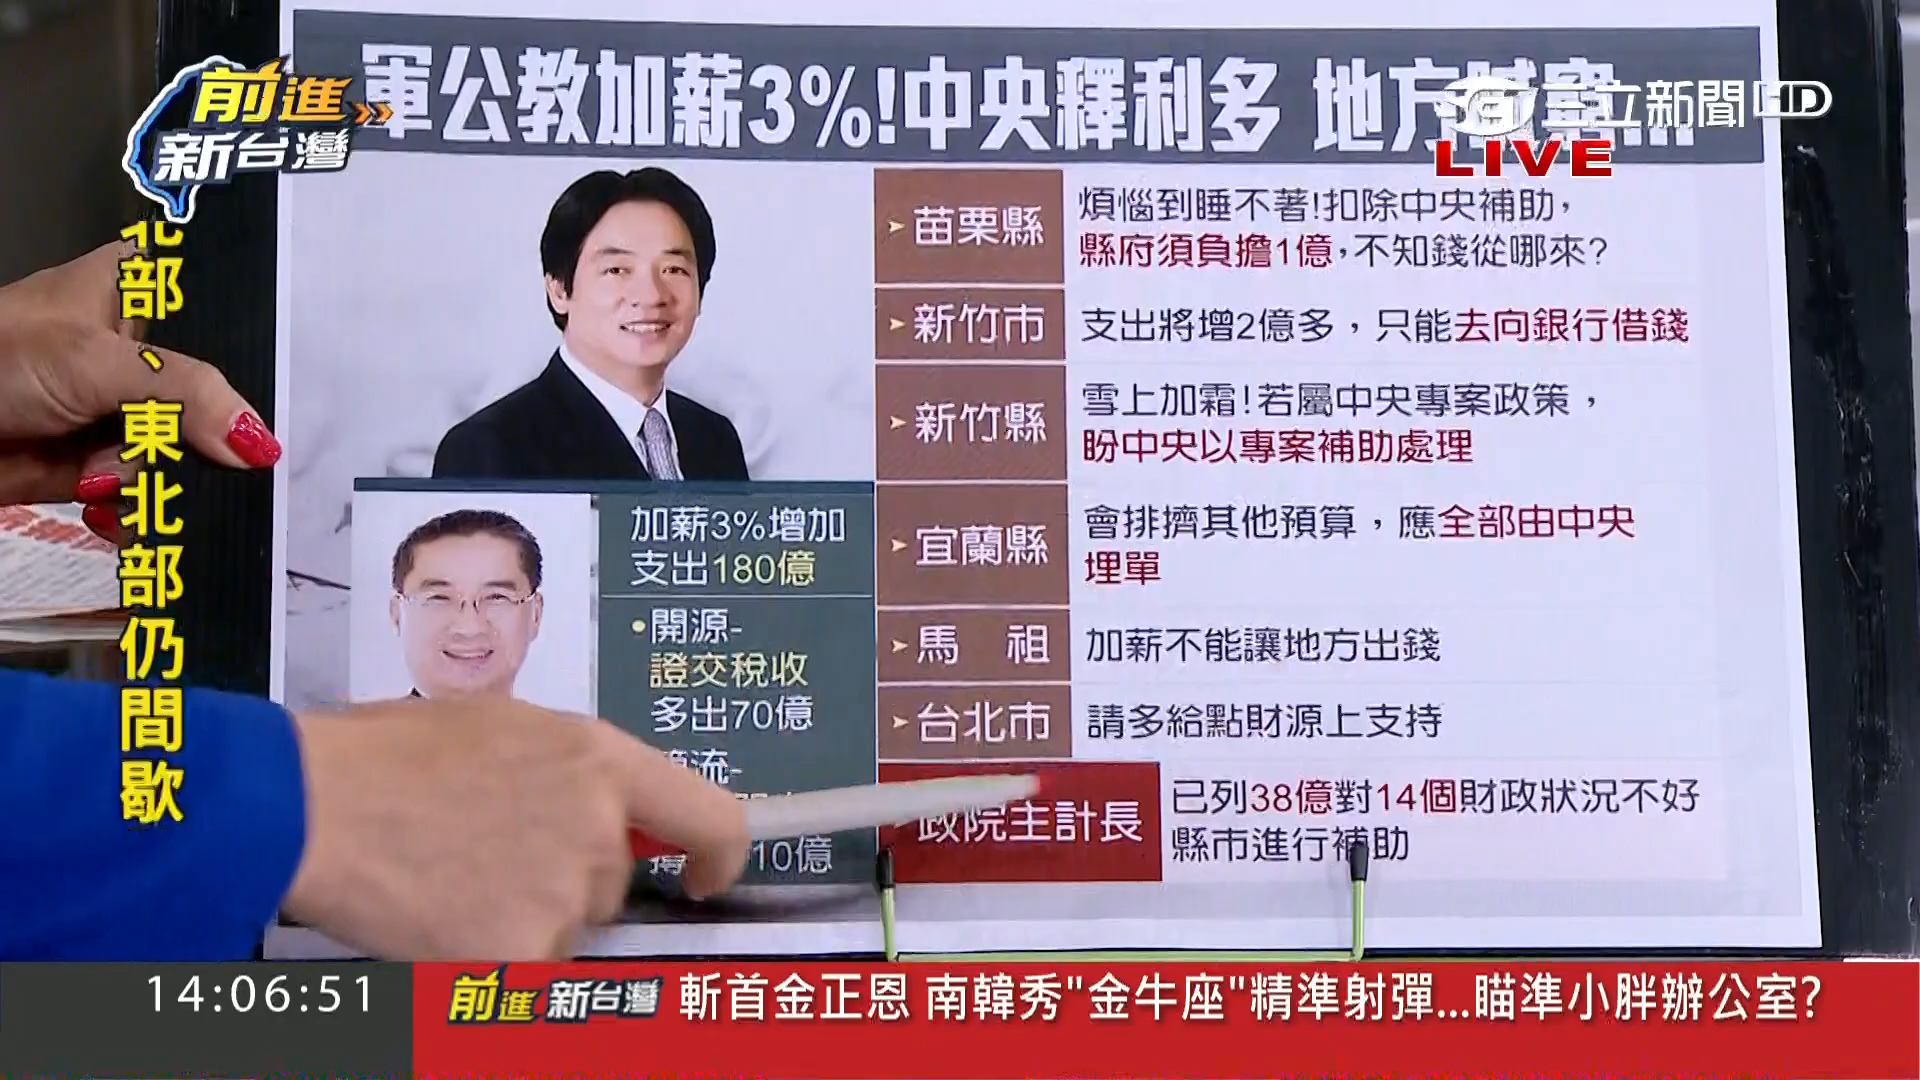 前進
新台灣
軍公教加薪3%!中央釋利多 地方
三立新聞HD
LIVE
北部、東北部仍間歇
苗栗縣
煩惱到睡不著!扣除中央補助,
縣府須負擔1億,不知錢從哪來?
新竹市
支出將增2億多,只能去向銀行借錢
新竹縣
雪上加霜!若屬中央專案政策,
盼中央以專案補助處理
宜蘭縣
會排擠其他預算,應全部由中央
埋單
馬 祖
加薪不能讓地方出錢
台北市
請多給點財源上支持
政院主計長
已列38億對14個財政狀況不好
縣市進行補助
加薪3%增加
支出180億
•開源-
證交稅收
多出70億
流-
10億
14:06:51
前進新台灣
斬首金正恩 南韓秀"金牛座"精準射彈...瞄準小胖辦公室?